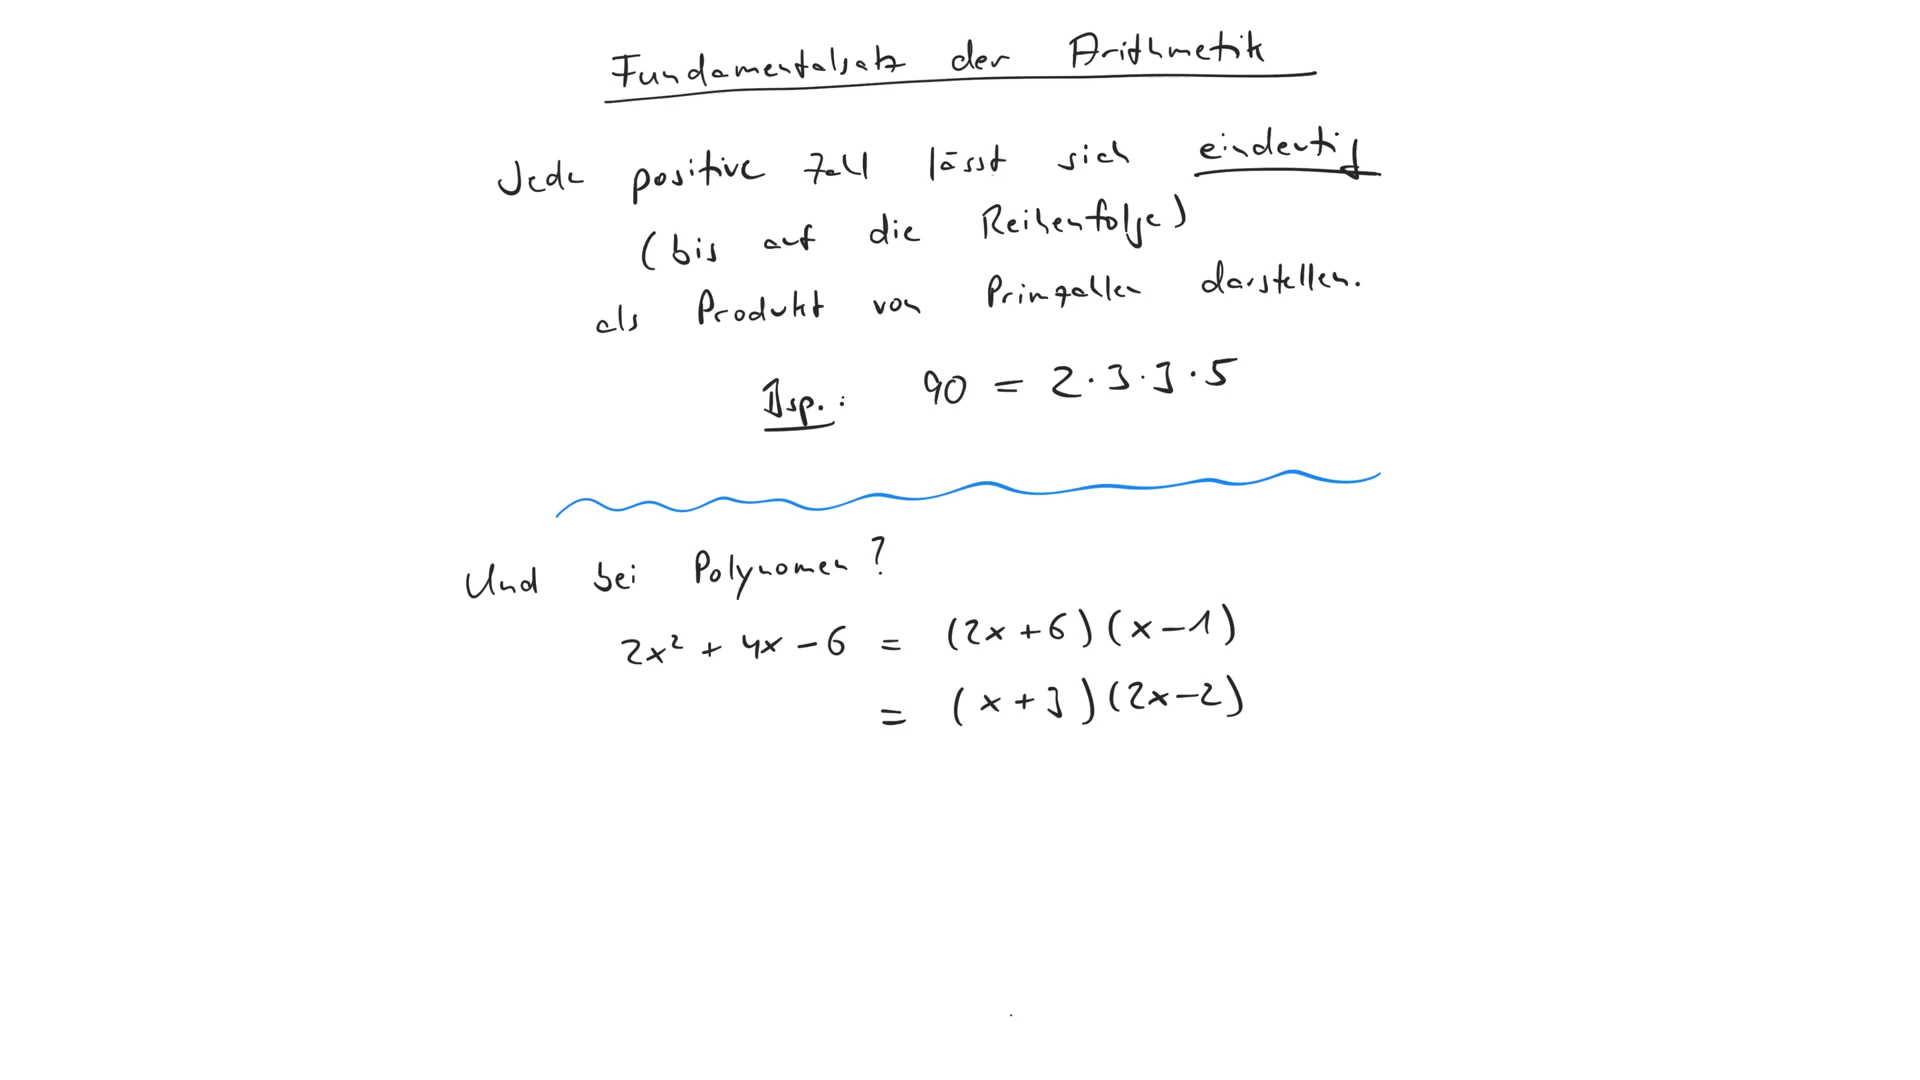 Fundamentalsatz der Arithmetik
Jede positive Zahl lässt sich eindeutig
(bis auf die Reihenfolge)
als Produkt von Primzahlen darstellen.
Bsp.: 90 = 2·3·3·5
Und bei Polynomen?
2x² + 4x - 6 = (2x+6)(x-1)
= (x+3)(2x-2)